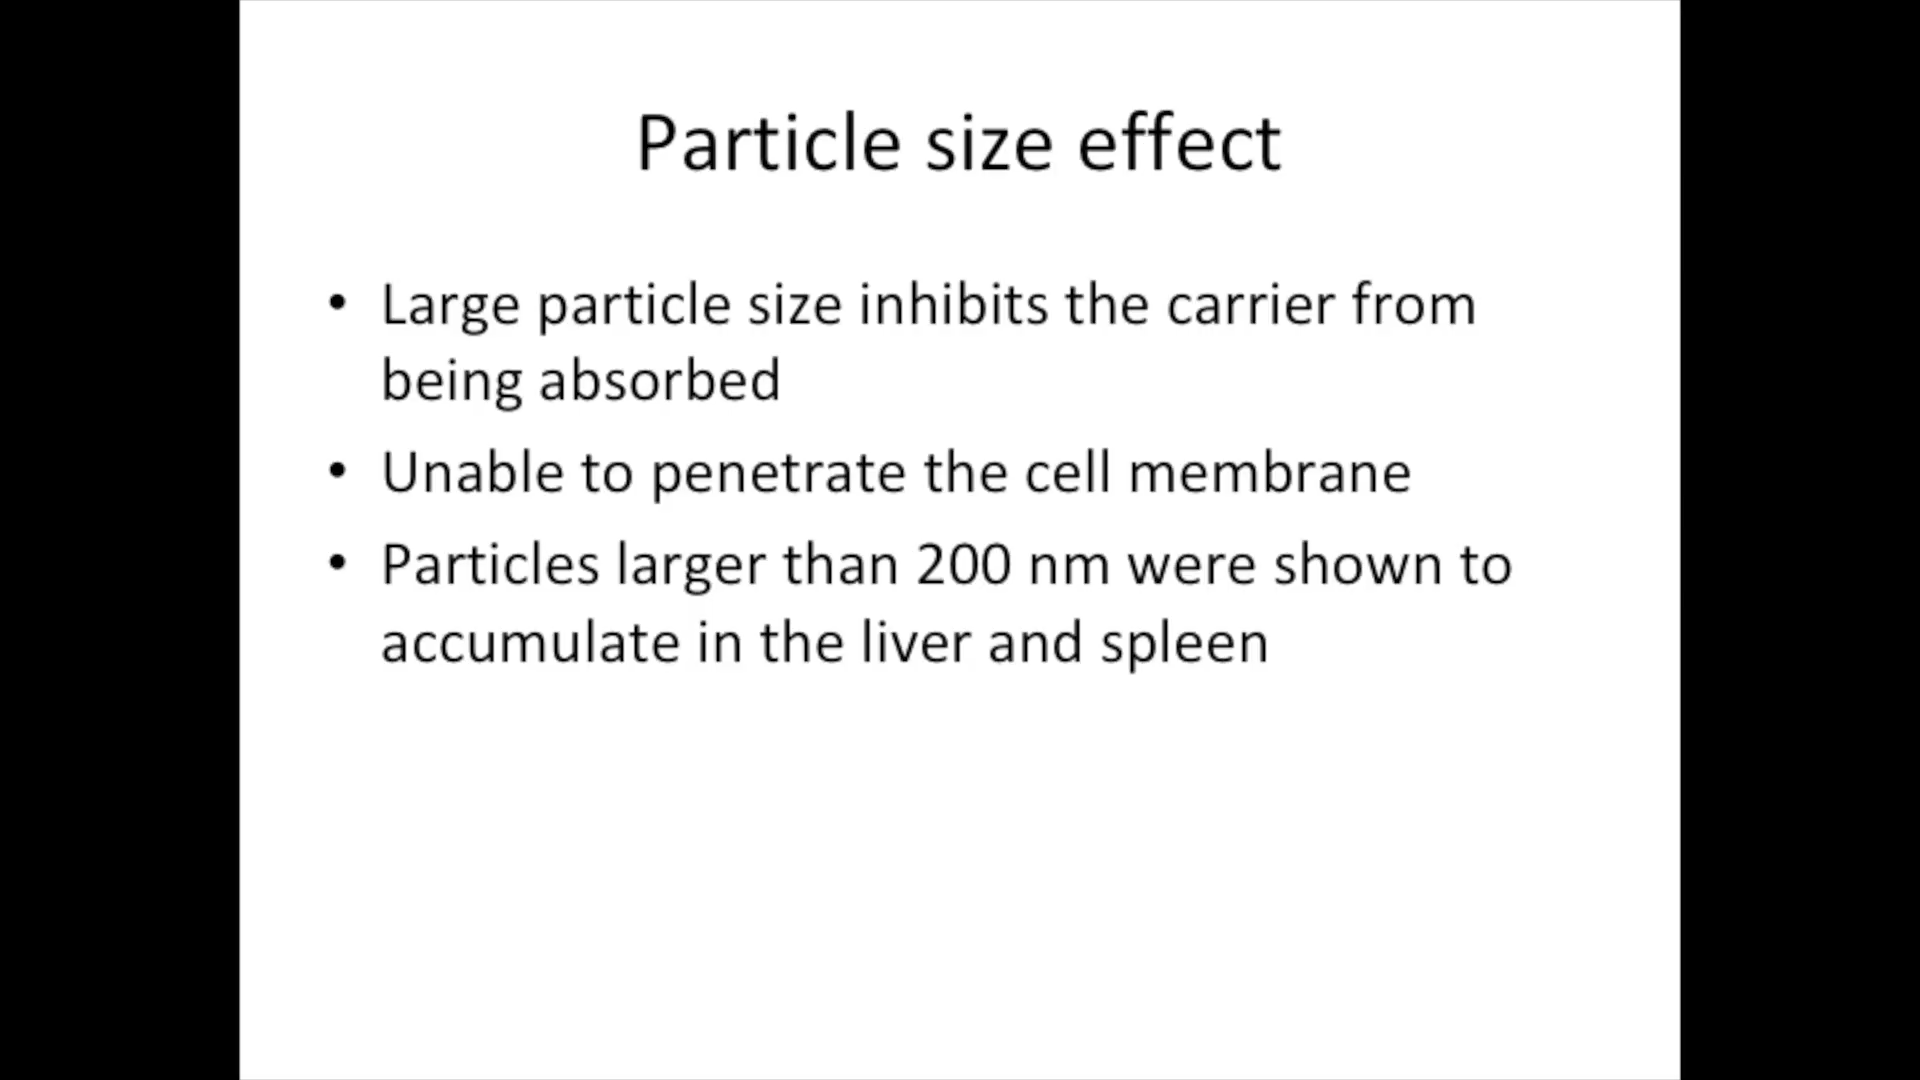 Particle size effect
• Large particle size inhibits the carrier from
being absorbed
• Unable to penetrate the cell membrane
• Particles larger than 200 nm were shown to
accumulate in the liver and spleen